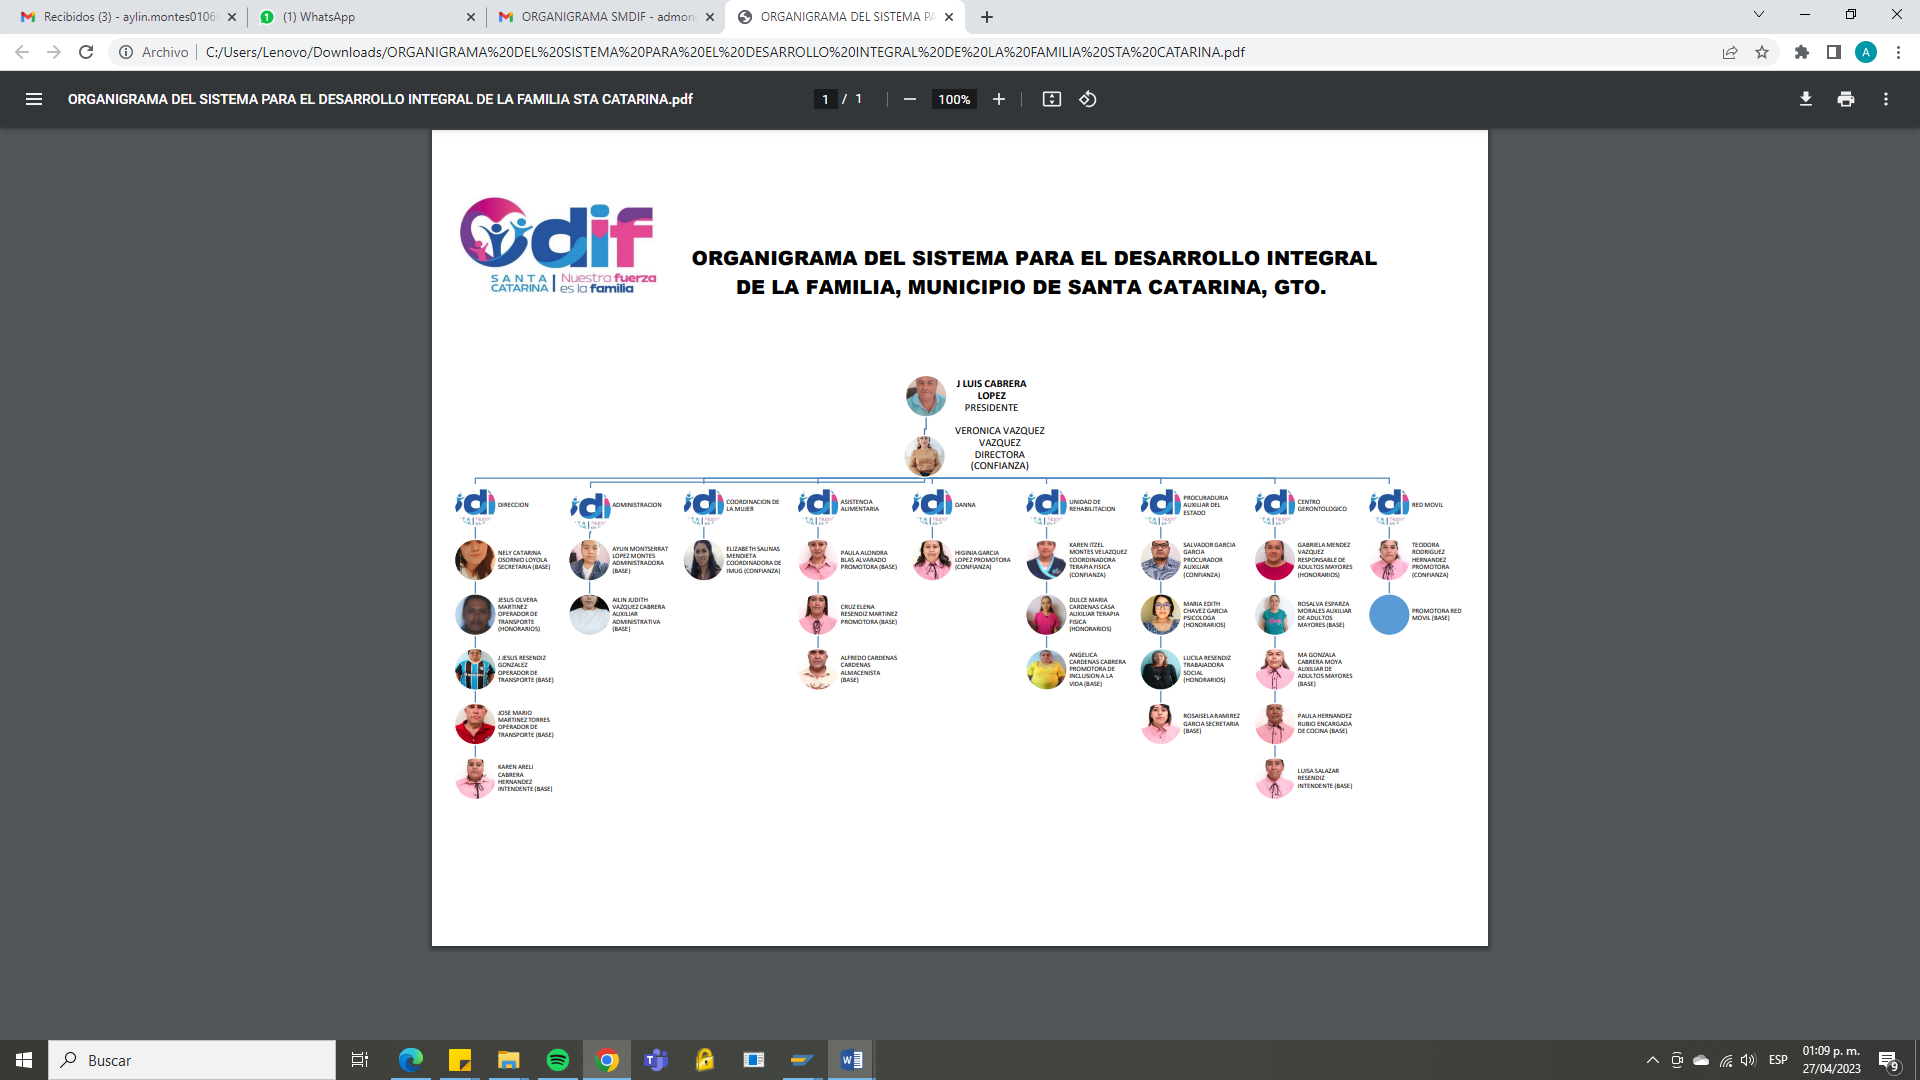 Recibidos (3) - aylin.montes0106
(1) WhatsApp
ORGANIGRAMA SMDIF - admon
ORGANIGRAMA DEL SISTEMA PA
Archivo
C:/Users/Lenovo/Downloads/ORGANIGRAMA%20DEL%20SISTEMA%20PARA%20EL%20DESARROLLO%20INTEGRAL%20DE%20LA%20FAMILIA%20STA%20CATARINA.pdf
A
ORGANIGRAMA DEL SISTEMA PARA EL DESARROLLO INTEGRAL DE LA FAMILIA STA CATARINA.pdf
1 / 1
100%
dif
SANTA CATARINA
Nuestra fuerza
es la familia
ORGANIGRAMA DEL SISTEMA PARA EL DESARROLLO INTEGRAL
DE LA FAMILIA, MUNICIPIO DE SANTA CATARINA, GTO.
J LUIS CABRERA
LOPEZ
PRESIDENTE
VERONICA VAZQUEZ
VAZQUEZ
DIRECTORA
(CONFIANZA)
DIRECCION
NELY CATARINA
OSORNIO LOYOLA
SECRETARIA (BASE)
JESUS OLVERA
MARTINEZ
OPERADOR DE
TRANSPORTE
(HONORARIOS)
J JESUS RESENDIZ
GONZALEZ
OPERADOR DE
TRANSPORTE (BASE)
JOSE MARIO
MARTINEZ TORRES
OPERADOR DE
TRANSPORTE (BASE)
KAREN ARELI
CABRERA
HERNANDEZ
INTENDENTE (BASE)
ADMINISTRACION
AYLIN MONTSERRAT
LOPEZ MONTES
ADMINISTRADORA
(BASE)
AILIN JUDITH
VAZQUEZ CABRERA
AUXILIAR
ADMINISTRATIVA
(BASE)
COORDINACION DE
LA MUJER
ELIZABETH SALINAS
MENDIETA
COORDINADORA DE
IMUG (CONFIANZA)
ASISTENCIA
ALIMENTARIA
PAULA ALONDRA
BLAS ALVARADO
PROMOTORA (BASE)
CRUZ ELENA
RESENDIZ MARTINEZ
PROMOTORA (BASE)
ALFREDO CARDENAS
CARDENAS
ALMACENISTA
(BASE)
DANNA
HIGINIA GARCIA
LOPEZ PROMOTORA
(CONFIANZA)
UNIDAD DE
REHABILITACION
KAREN ITZEL
MONTES VELAZQUEZ
COORDINADORA
TERAPIA FISICA
(CONFIANZA)
DULCE MARIA
CARDENAS CASA
AUXILIAR TERAPIA
FISICA
(HONORARIOS)
ANGELICA
CARDENAS CABRERA
PROMOTORA DE
INCLUSION A LA
VIDA (BASE)
PROCURADURIA
AUXILIAR DEL
ESTADO
SALVADOR GARCIA
GARCIA
PROCURADOR
AUXILIAR
(CONFIANZA)
MARIA EDITH
CHAVEZ GARCIA
PSICOLOGA
(HONORARIOS)
LUCILA RESENDIZ
TRABAJADORA
SOCIAL
(HONORARIOS)
ROSAISELA RAMIREZ
GARCIA SECRETARIA
(BASE)
CENTRO
GERONTOLOGICO
GABRIELA MENDEZ
VAZQUEZ
RESPONSABLE DE
ADULTOS MAYORES
(HONORARIOS)
ROSALVA ESPARZA
MORALES AUXILIAR
DE ADULTOS
MAYORES (BASE)
MA GONZALA
CABRERA MOYA
AUXILIAR DE
ADULTOS MAYORES
(BASE)
PAULA HERNANDEZ
RUBIO ENCARGADA
DE COCINA (BASE)
LUISA SALAZAR
RESENDIZ
INTENDENTE (BASE)
RED MOVIL
TEODORA
RODRIGUEZ
HERNANDEZ
PROMOTORA
(CONFIANZA)
PROMOTORA RED
MOVIL (BASE)
Buscar
ESP
01:09 p. m.
27/04/2023
9